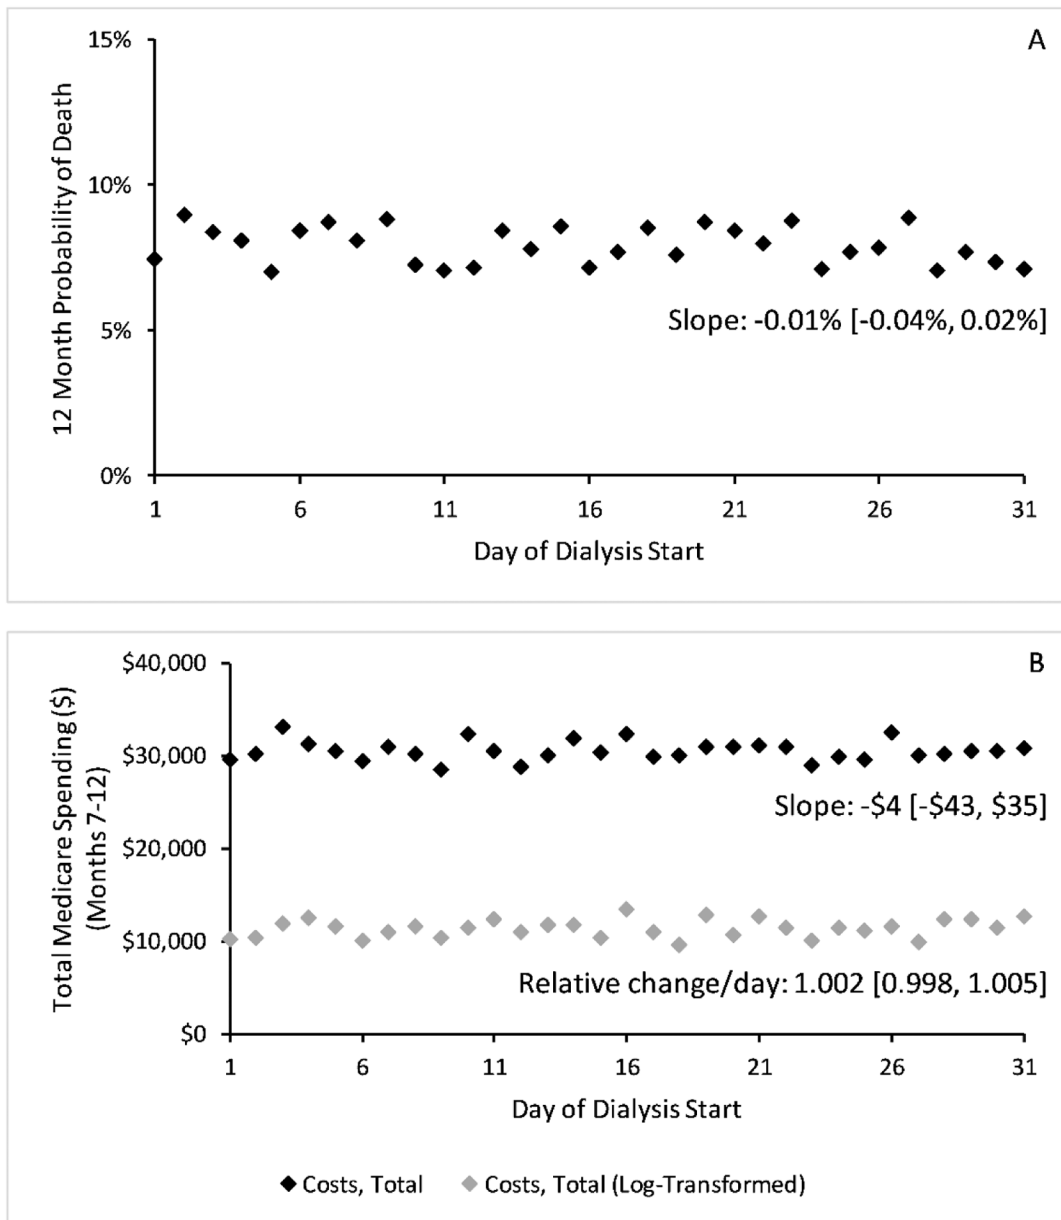 A
12 Month Probability of Death
15%
10%
5%
0%
Slope: -0.01% [-0.04%, 0.02%]
1 6 11 16 21 26 31
Day of Dialysis Start
B
Total Medicare Spending ($)
(Months 7-12)
$40,000
$30,000
$20,000
$10,000
$0
Slope: -$4 [-$43, $35]
Relative change/day: 1.002 [0.998, 1.005]
1 6 11 16 21 26 31
Day of Dialysis Start
Costs, Total Costs, Total (Log-Transformed)